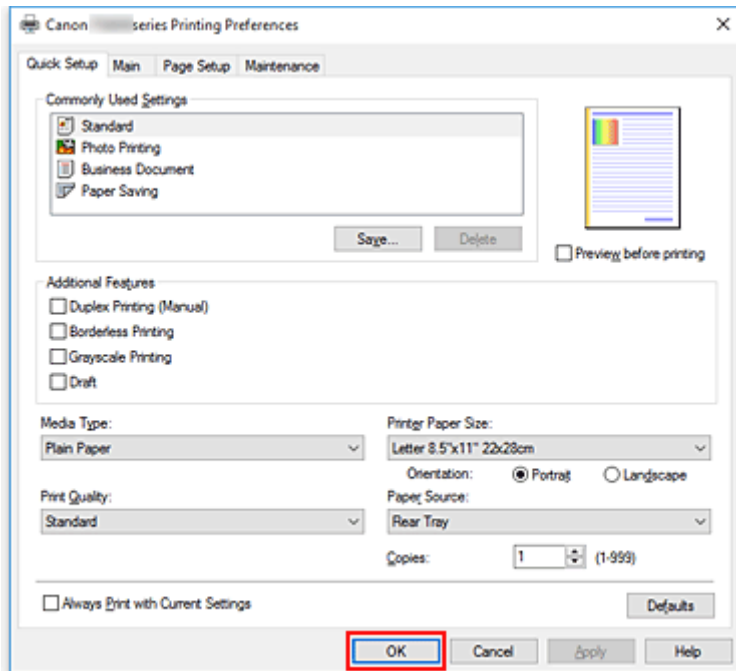 Canon series Printing Preferences
Quick Setup Main Page Setup Maintenance
Commonly Used Settings
Standard
Photo Printing
Business Document
Paper Saving
Save... Delete
Preview before printing
Additional Features
Duplex Printing (Manual)
Borderless Printing
Grayscale Printing
Draft
Media Type: Printer Paper Size:
Plain Paper Letter 8.5"x11" 22x28cm
Orientation: Portrait Landscape
Print Quality: Paper Source:
Standard Rear Tray
Copies: 1 (1-999)
Always Print with Current Settings Defaults
OK Cancel Apply Help